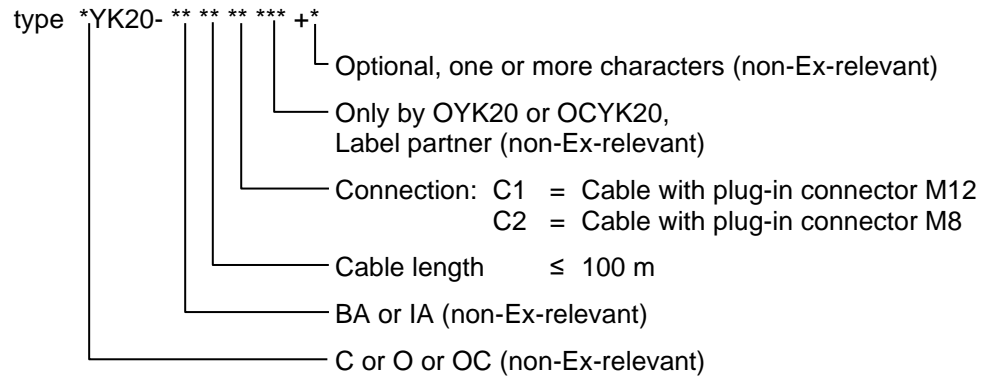 type *YK20- ** ** ** *** +*
Optional, one or more characters (non-Ex-relevant)
Only by OYK20 or OCYK20,
Label partner (non-Ex-relevant)
Connection: C1 = Cable with plug-in connector M12
C2 = Cable with plug-in connector M8
Cable length ≤ 100 m
BA or IA (non-Ex-relevant)
C or O or OC (non-Ex-relevant)